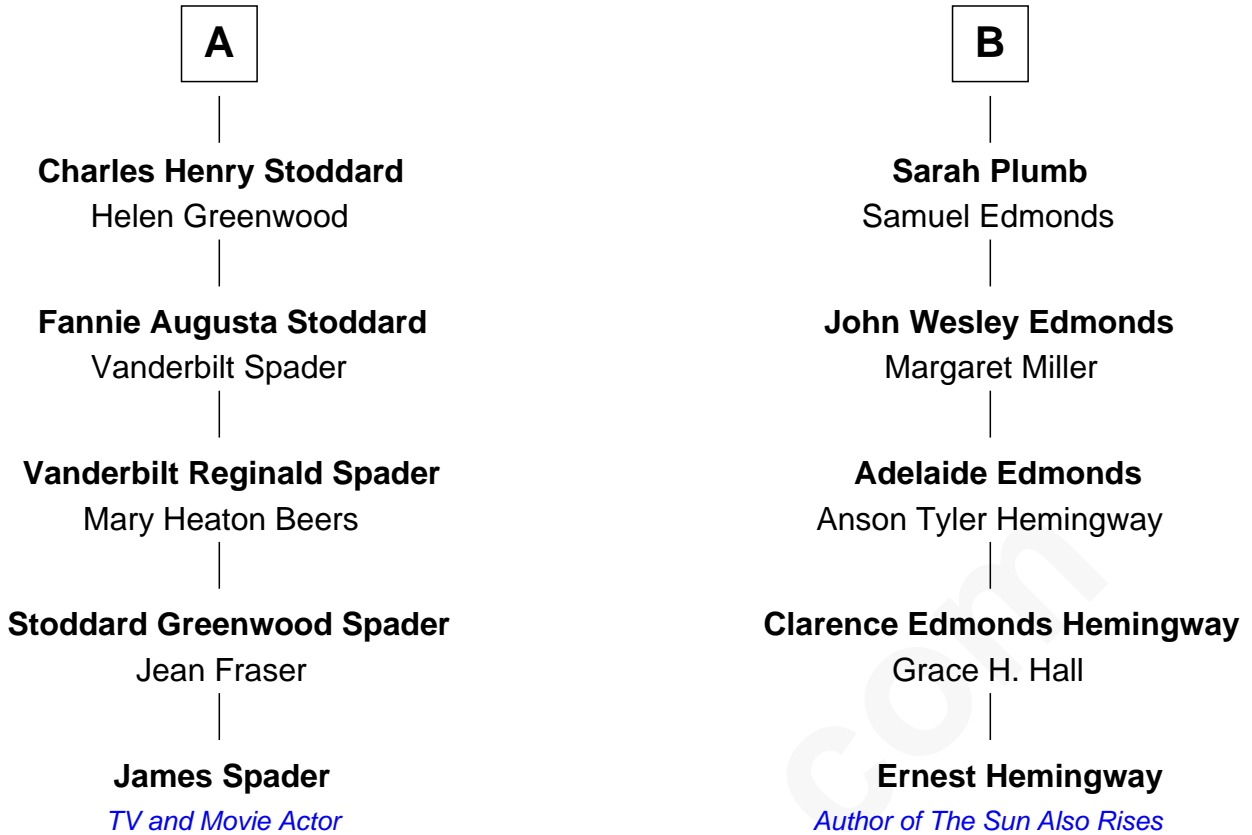 A
Charles Henry Stoddard
Helen Greenwood
Fannie Augusta Stoddard
Vanderbilt Spader
Vanderbilt Reginald Spader
Mary Heaton Beers
Stoddard Greenwood Spader
Jean Fraser
James Spader
TV and Movie Actor
B
Sarah Plumb
Samuel Edmonds
John Wesley Edmonds
Margaret Miller
Adelaide Edmonds
Anson Tyler Hemingway
Clarence Edmonds Hemingway
Grace H. Hall
Ernest Hemingway
Author of The Sun Also Rises
com